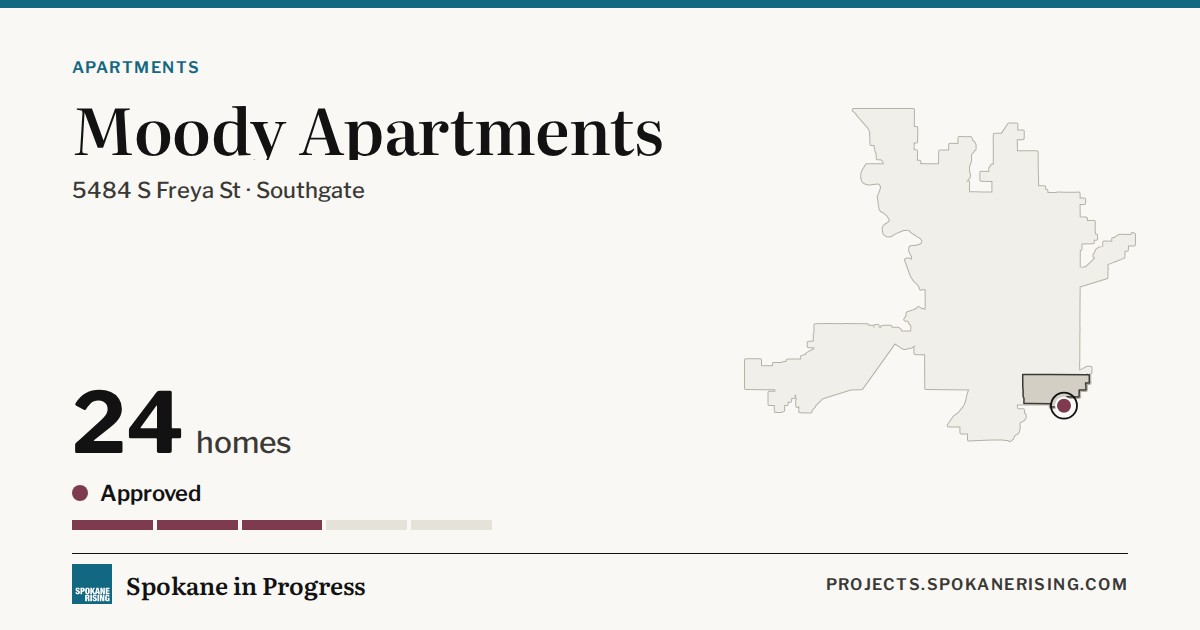 APARTMENTS
Moody Apartments
5484 S Freya St · Southgate
24 homes
Approved
SPOKANE
RISING
Spokane in Progress
PROJECTS.SPOKANERISING.COM